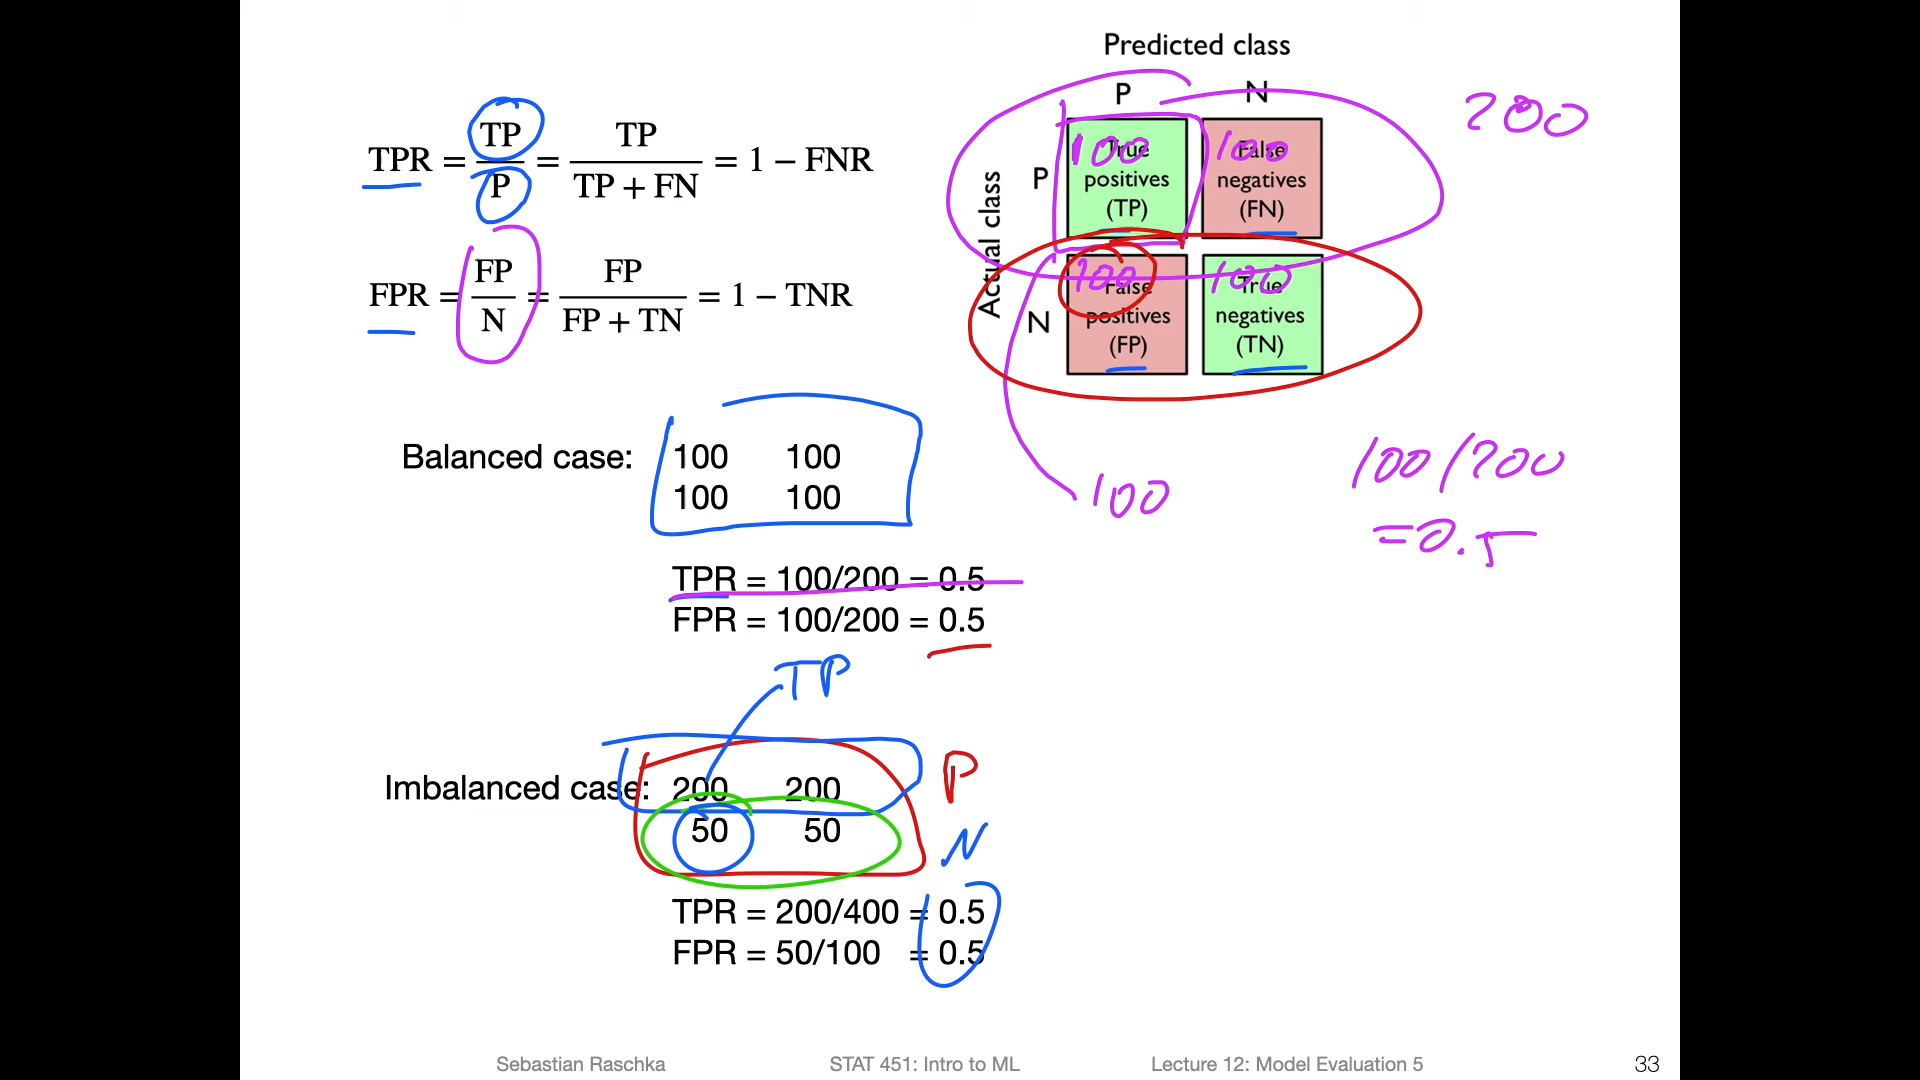 Predicted class
P N
200
TPR = TP/P = TP/(TP + FN) = 1 − FNR
Actual class
P
100 True positives (TP)
100 False negatives (FN)
FPR = FP/N = FP/(FP + TN) = 1 − TNR
N
100 False positives (FP)
100 True negatives (TN)
Balanced case: 100 100
100 100
100
100/200
=0.5
TPR = 100/200 = 0.5
FPR = 100/200 = 0.5
TP
Imbalanced case: 200 200 P
50 50 N
TPR = 200/400 = 0.5
FPR = 50/100 = 0.5
Sebastian Raschka STAT 451: Intro to ML Lecture 12: Model Evaluation 5 33